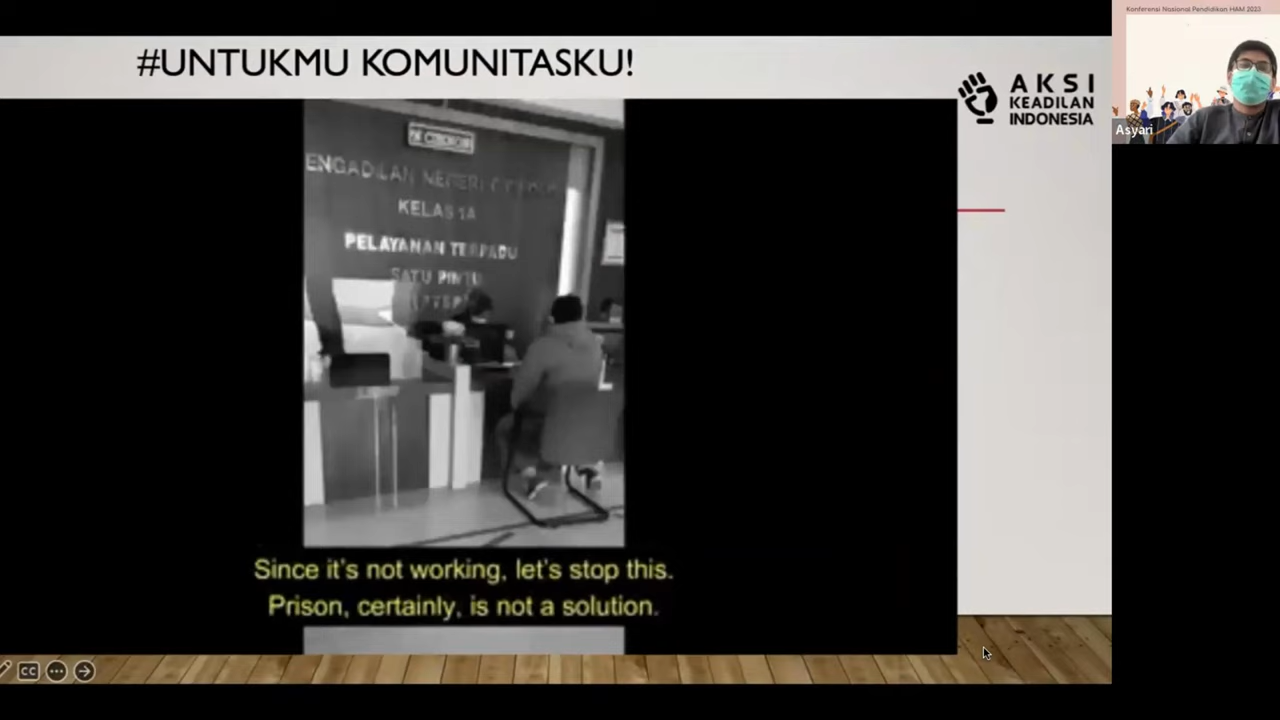 #UNTUKMU KOMUNITASKU!
AKSI
KEADILAN
INDONESIA
Konferensi Nasional Pendidikan HAM 2023
Asyari
ENGADILAN NEGERI
KELAS 1A
PELAYANAN TERPADU
SATU PINTU
Since it's not working, let's stop this.
Prison, certainly, is not a solution.
CC